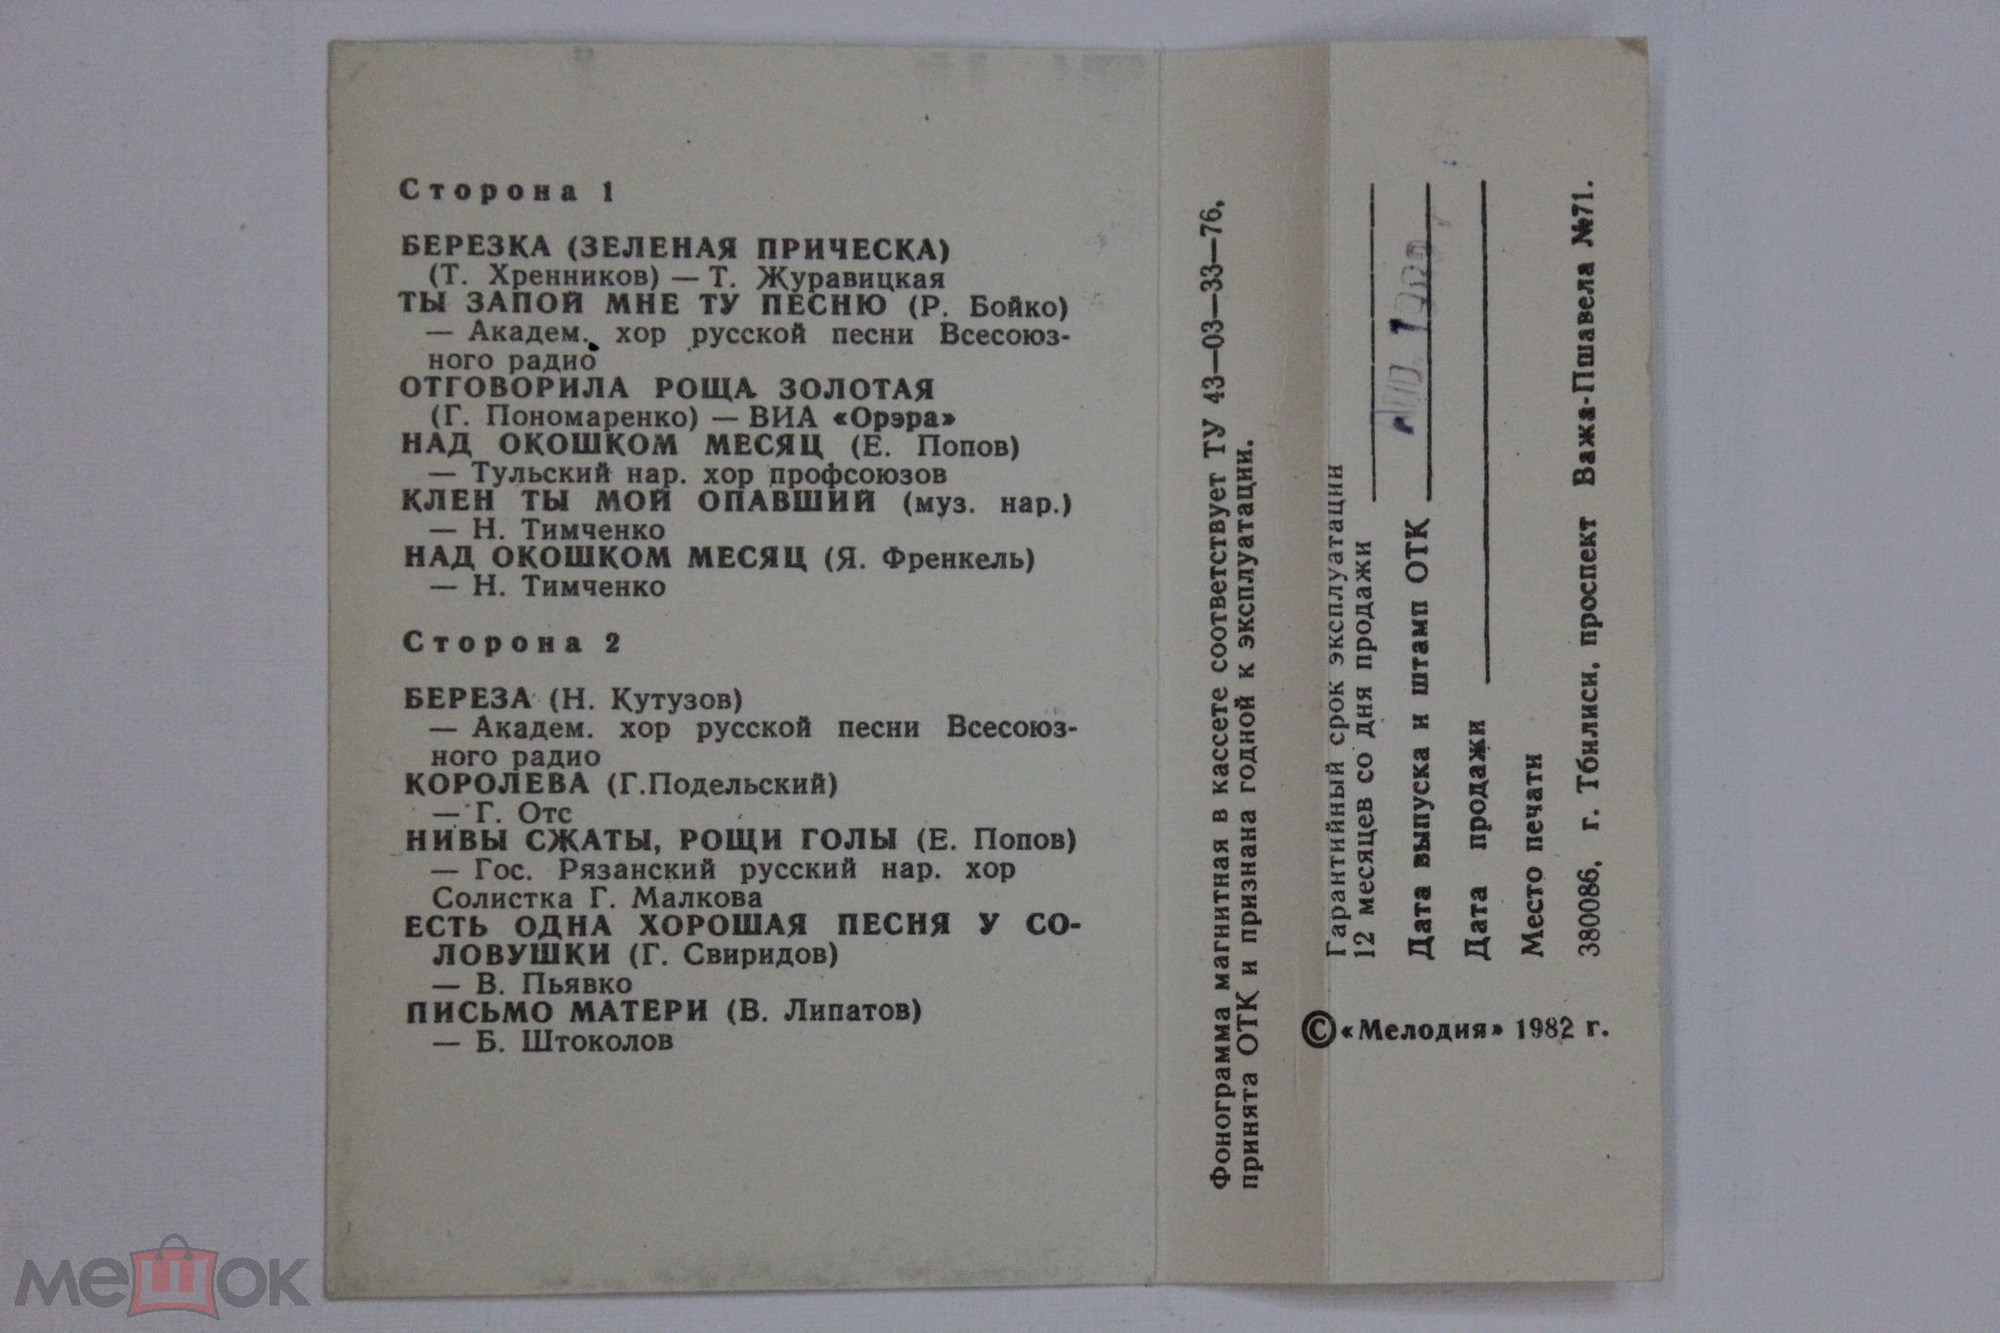 Сторона 1
БЕРЕЗКА (ЗЕЛЕНАЯ ПРИЧЕСКА)
(Т. Хренников) — Т. Журавицкая
ТЫ ЗАПОЙ МНЕ ТУ ПЕСНЮ (Р. Бойко)
— Академ. хор русской песни Всесоюз-
ного радио
ОТГОВОРИЛА РОЩА ЗОЛОТАЯ
(Г. Пономаренко) — ВИА «Орэра»
НАД ОКОШКОМ МЕСЯЦ (Е. Попов)
— Тульский нар. хор профсоюзов
КЛЕН ТЫ МОЙ ОПАВШИЙ (муз. нар.)
— Н. Тимченко
НАД ОКОШКОМ МЕСЯЦ (Я. Френкель)
— Н. Тимченко
Сторона 2
БЕРЕЗА (Н. Кутузов)
— Академ. хор русской песни Всесоюз-
ного радио
КОРОЛЕВА (Г.Подельский)
— Г. Отс
НИВЫ СЖАТЫ, РОЩИ ГОЛЫ (Е. Попов)
— Гос. Рязанский русский нар. хор
Солистка Г. Малкова
ЕСТЬ ОДНА ХОРОШАЯ ПЕСНЯ У СО-
ЛОВУШКИ (Г. Свиридов)
— В. Пьявко
ПИСЬМО МАТЕРИ (В. Липатов)
— Б. Штоколов
Фонограмма магнитная в кассете соответствует ТУ 43—03—33—76,
принята ОТК и признана годной к эксплуатации.
Гарантийный срок эксплуатации
12 месяцев со дня продажи
Дата выпуска и штамп ОТК
Дата продажи
Место печати
380086, г. Тбилиси, проспект Важа-Пшавела №71.
© «Мелодия» 1982 г.
мешок